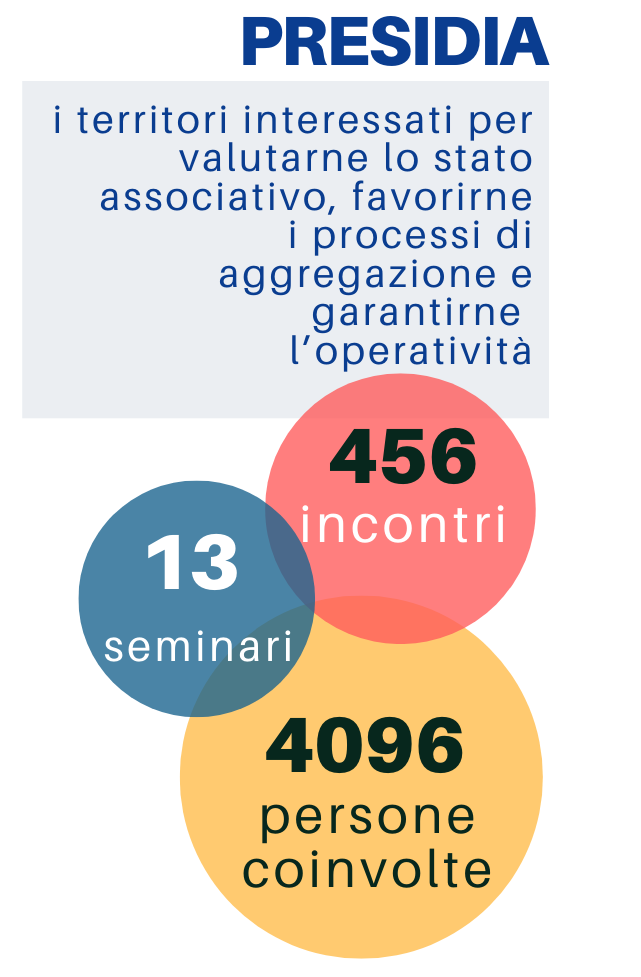 PRESIDIA
i territori interessati per
valutarne lo stato
associativo, favorirne
i processi di
aggregazione e
garantirne
l’operatività
456
incontri
13
seminari
4096
persone
coinvolte